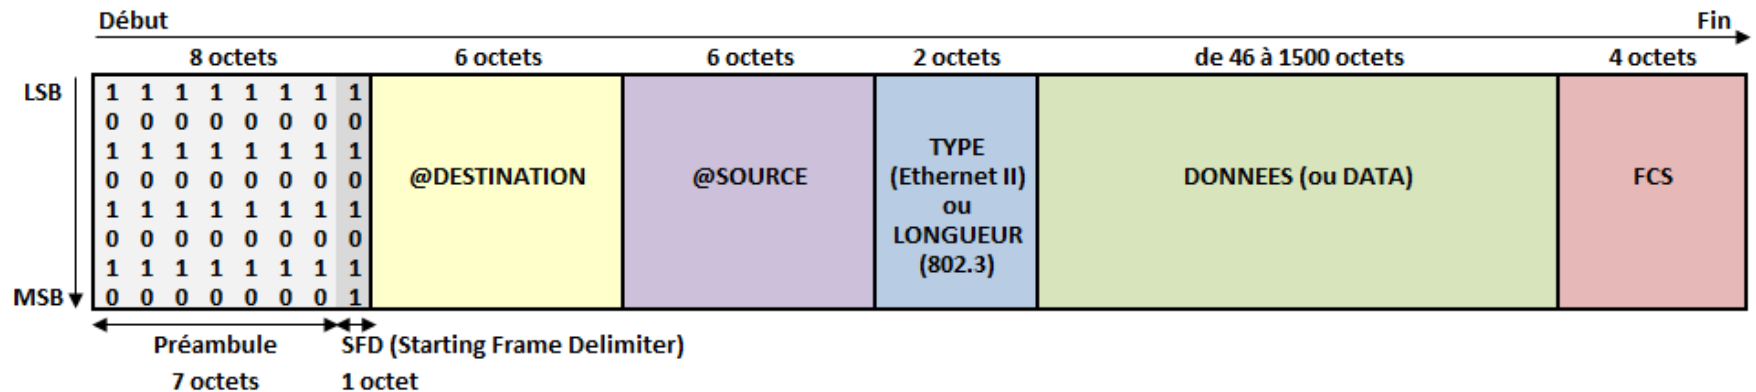 Début Fin
8 octets 6 octets 6 octets 2 octets de 46 à 1500 octets 4 octets
LSB 1 1 1 1 1 1 1 1
0 0 0 0 0 0 0 0
1 1 1 1 1 1 1 1
0 0 0 0 0 0 0 0
1 1 1 1 1 1 1 1
0 0 0 0 0 0 0 0
1 1 1 1 1 1 1 1
MSB 0 0 0 0 0 0 0 1
@DESTINATION
@SOURCE
TYPE
(Ethernet II)
ou
LONGUEUR
(802.3)
DONNEES (ou DATA)
FCS
Préambule SFD (Starting Frame Delimiter)
7 octets 1 octet